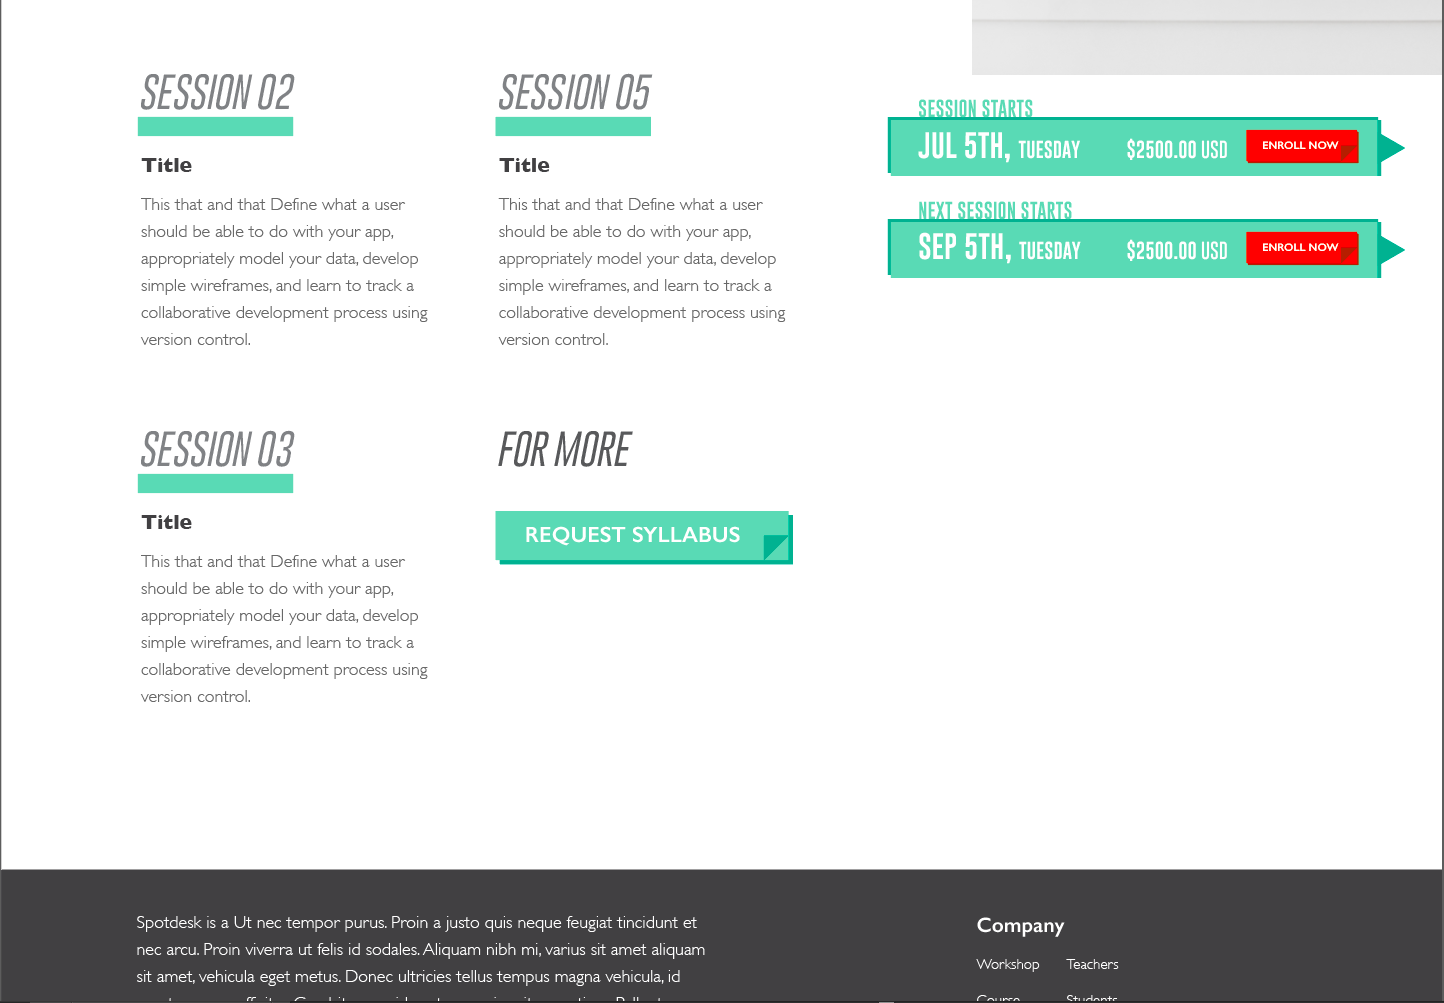 SESSION 02
Title
This that and that Define what a user
should be able to do with your app,
appropriately model your data, develop
simple wireframes, and learn to track a
collaborative development process using
version control.
SESSION 05
Title
This that and that Define what a user
should be able to do with your app,
appropriately model your data, develop
simple wireframes, and learn to track a
collaborative development process using
version control.
SESSION 03
Title
This that and that Define what a user
should be able to do with your app,
appropriately model your data, develop
simple wireframes, and learn to track a
collaborative development process using
version control.
FOR MORE
REQUEST SYLLABUS
SESSION STARTS
JUL 5TH, TUESDAY $2500.00 USD ENROLL NOW
NEXT SESSION STARTS
SEP 5TH, TUESDAY $2500.00 USD ENROLL NOW
Spotdesk is a Ut nec tempor purus. Proin a justo quis neque feugiat tincidunt et
nec arcu. Proin viverra ut felis id sodales. Aliquam nibh mi, varius sit amet aliquam
sit amet, vehicula eget metus. Donec ultricies tellus tempus magna vehicula, id
Company
Workshop Teachers
Course Students